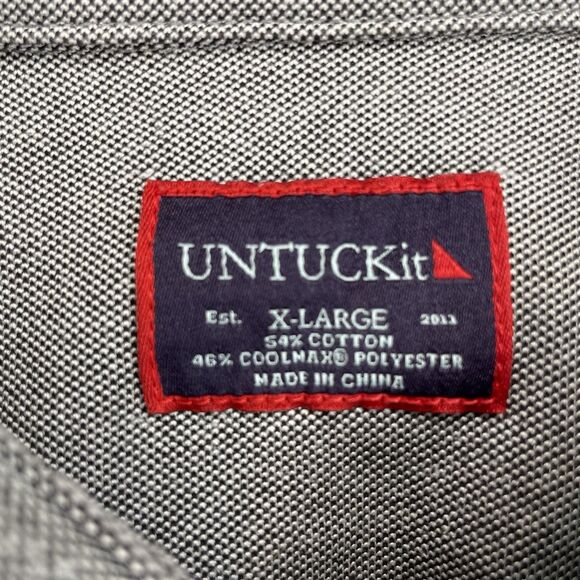 UNTUCKit
Est. X-LARGE 2011
54% COTTON
46% COOLMAX® POLYESTER
MADE IN CHINA